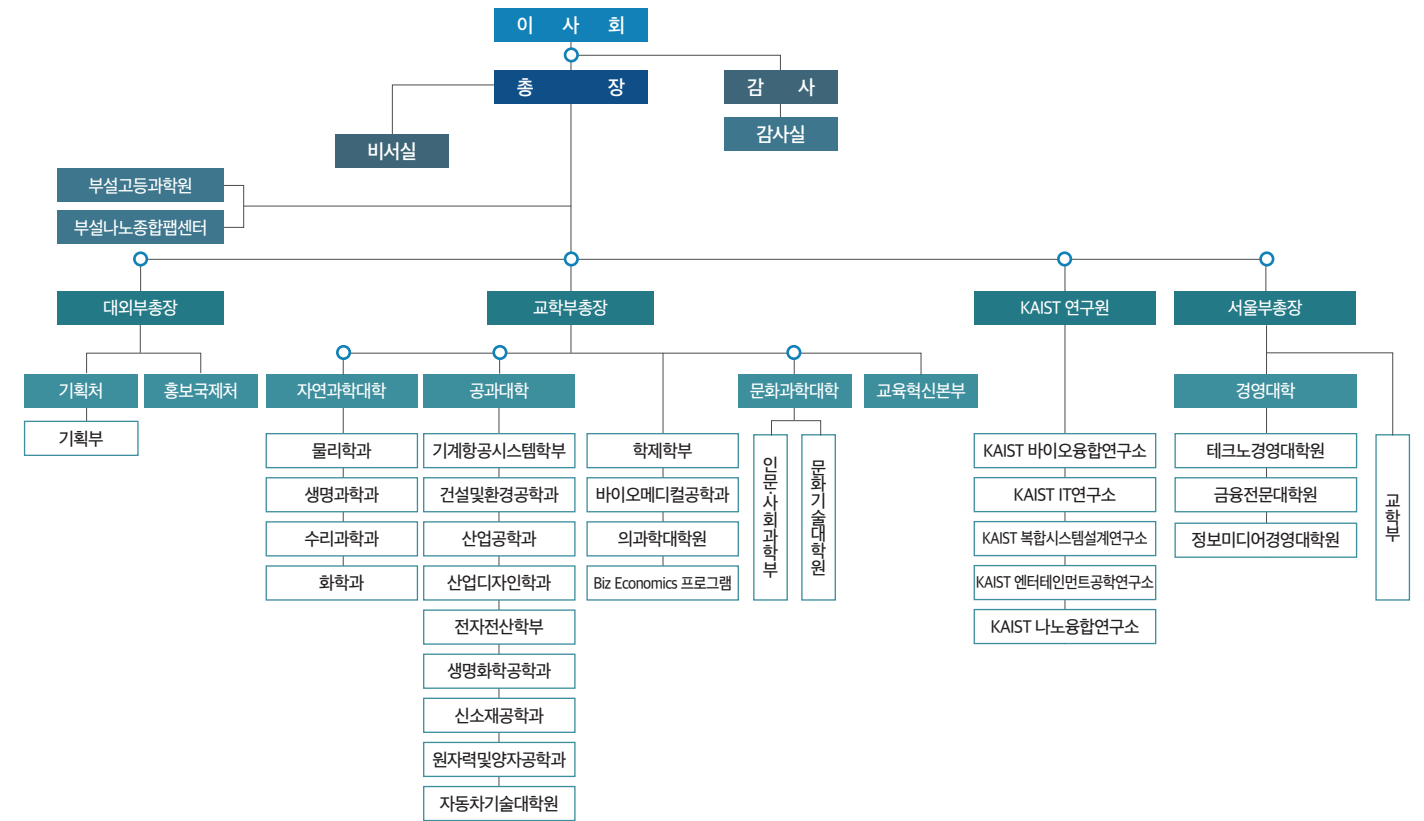 이 사 회
총 장
감 사
감사실
비서실
부설고등과학원
부설나노종합팹센터
대외부총장
교학부총장
KAIST 연구원
서울부총장
기획처
홍보국제처
자연과학대학
공과대학
문화과학대학
교육혁신본부
경영대학
기획부
물리학과
생명과학과
수리과학과
화학과
기계항공시스템학부
건설및환경공학과
산업공학과
산업디자인학과
전자전산학부
생명화학공학과
신소재공학과
원자력및양자공학과
자동차기술대학원
학제학부
바이오메디컬공학과
의과학대학원
Biz Economics 프로그램
인문·사회과학부
문화기술대학원
KAIST 바이오융합연구소
KAIST IT연구소
KAIST 복합시스템설계연구소
KAIST 엔터테인먼트공학연구소
KAIST 나노융합연구소
테크노경영대학원
금융전문대학원
정보미디어경영대학원
교학부